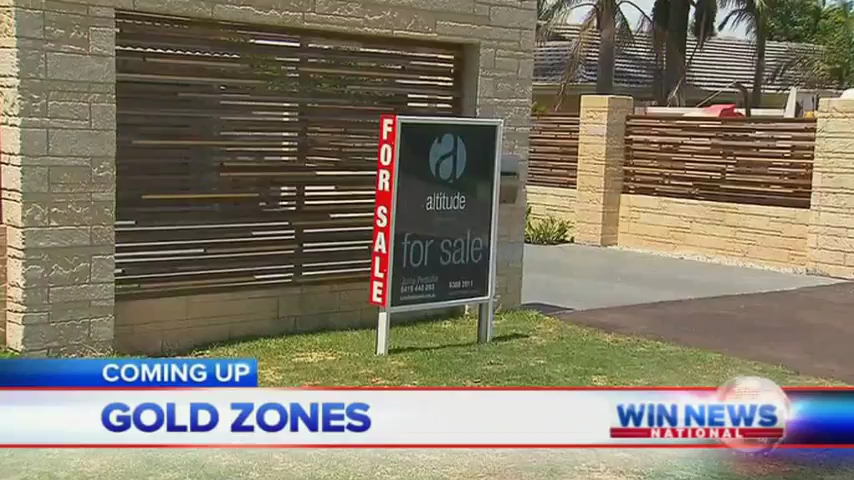 FOR SALE
altitude
for sale
COMING UP
GOLD ZONES
WIN NEWS
NATIONAL